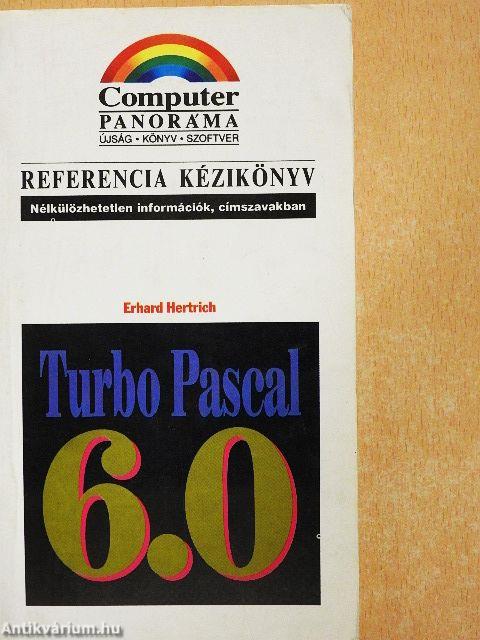 Computer
PANORÁMA
ÚJSÁG • KÖNYV • SZOFTVER
REFERENCIA KÉZIKÖNYV
Nélkülözhetetlen információk, címszavakban
Erhard Hertrich
Turbo Pascal
6.0
Antikvárium.hu